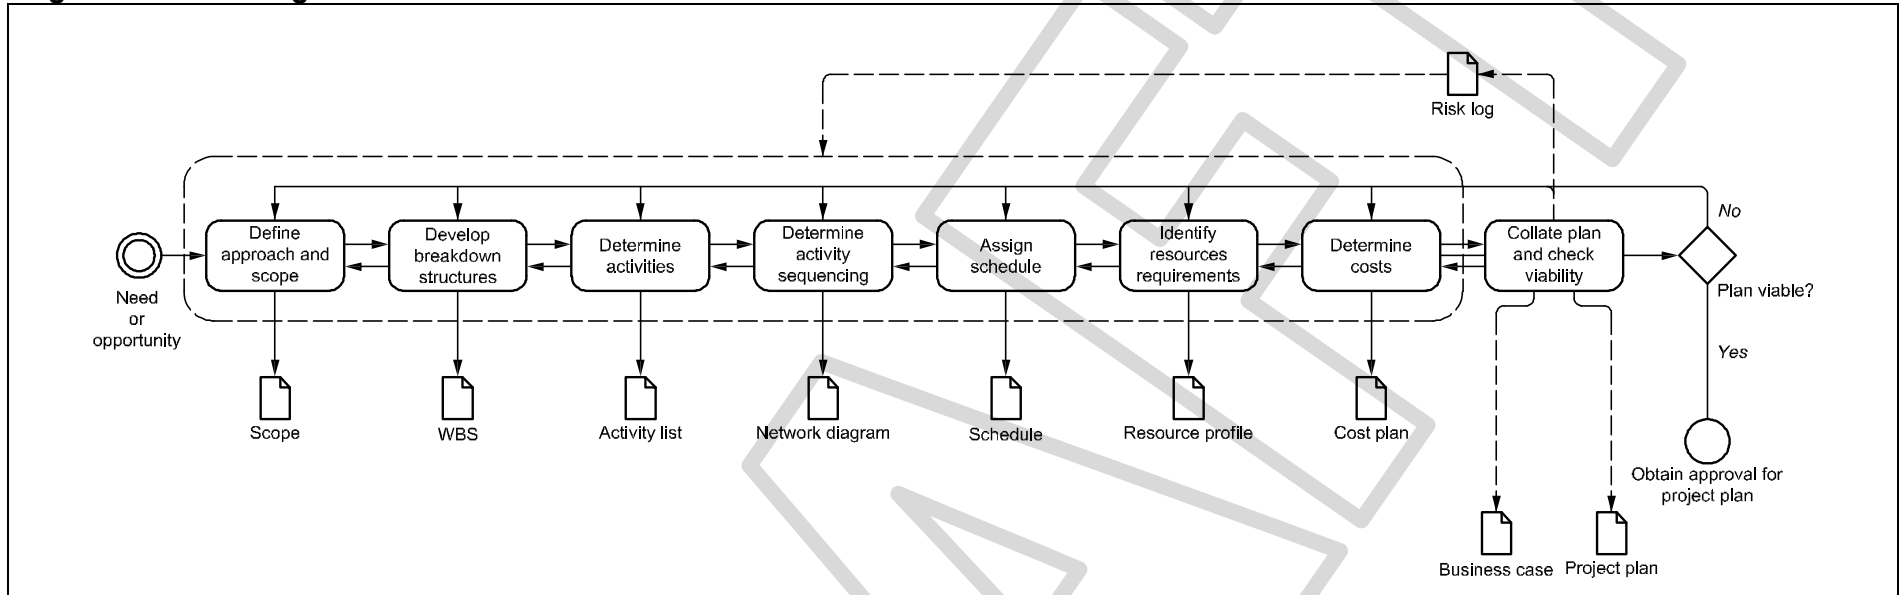 Risk log
Define
approach and
scope
Develop
breakdown
structures
Determine
activities
Determine
activity
sequencing
Assign
schedule
Identify
resources
requirements
Determine
costs
Collate plan
and check
viability
No
Plan viable?
Need
or
opportunity
Yes
Scope
WBS
Activity list
Network diagram
Schedule
Resource profile
Cost plan
Obtain approval for
project plan
Business case
Project plan